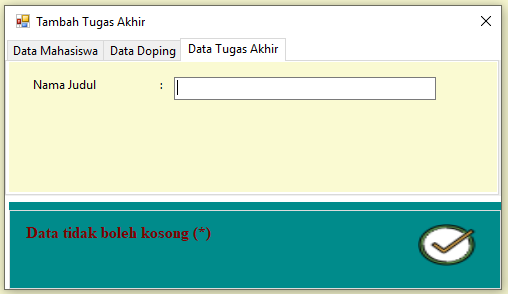 Tambah Tugas Akhir
Data Mahasiswa Data Doping Data Tugas Akhir
Nama Judul :
Data tidak boleh kosong (*)